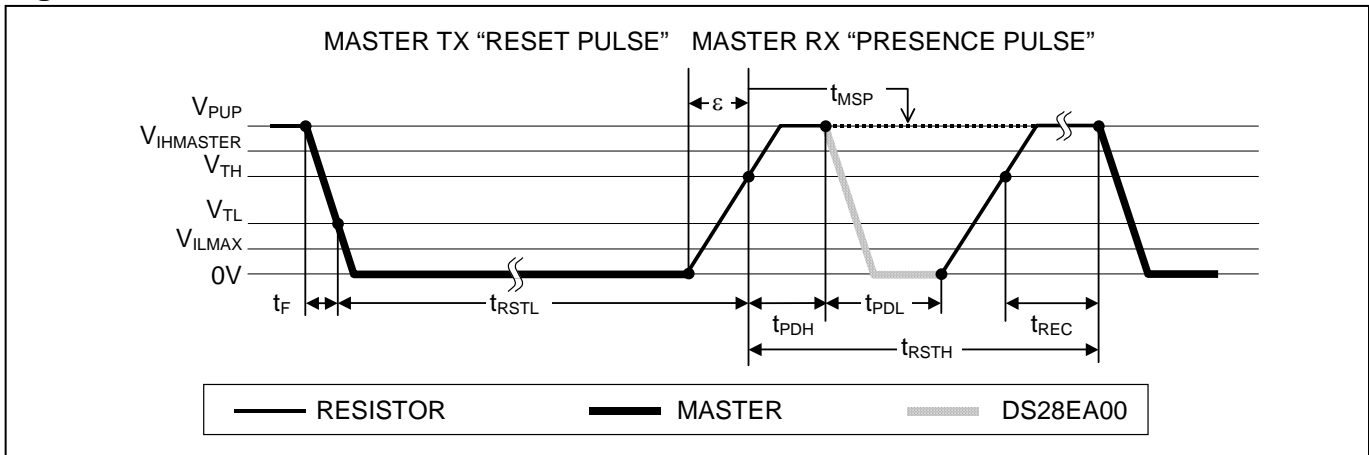 MASTER TX “RESET PULSE” MASTER RX “PRESENCE PULSE”
ε
tMSP
VPUP
VIHMASTER
VTH
VTL
VILMAX
0V
tF
tRSTL
tPDH
tPDL
tREC
tRSTH
RESISTOR MASTER DS28EA00